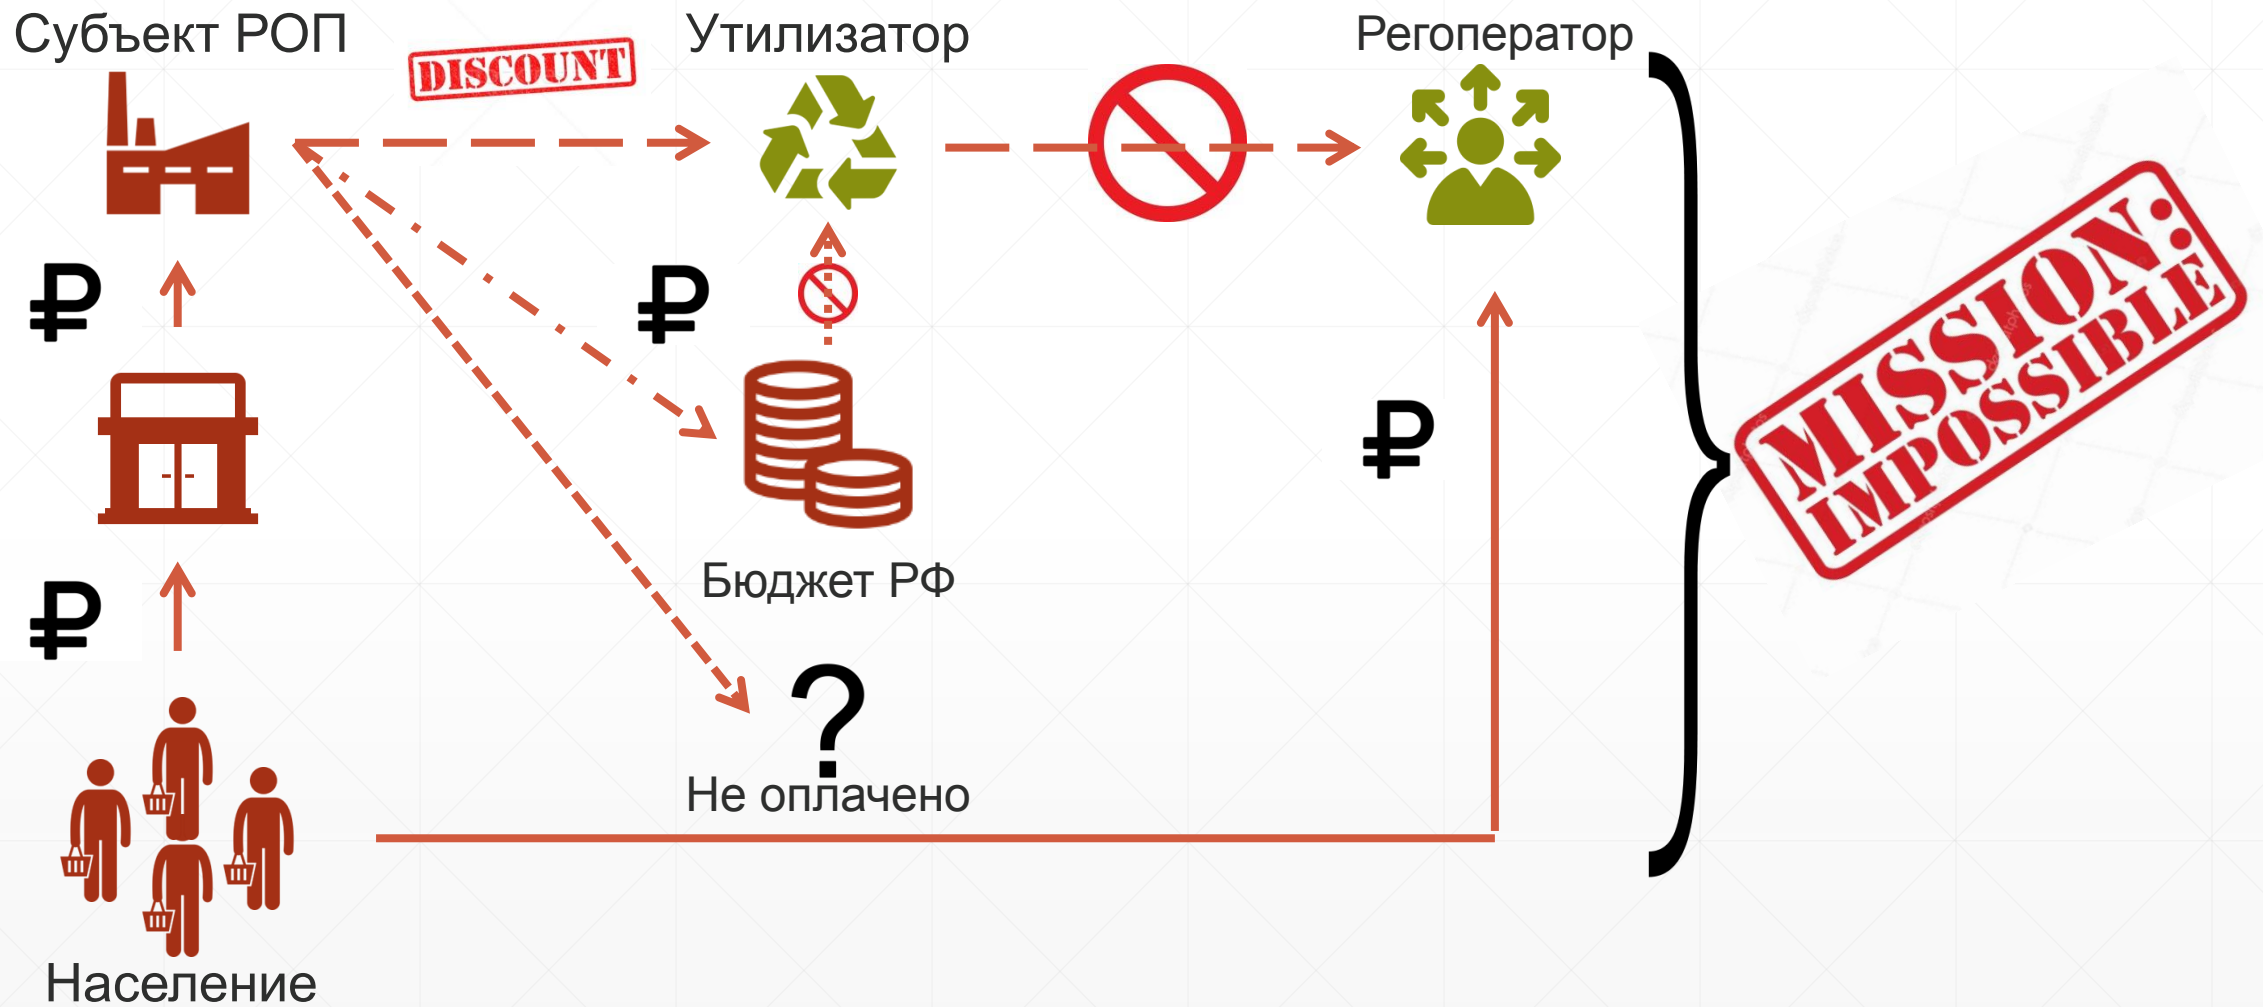 Субъект РОП
DISCOUNT
Утилизатор
Регоператор
₽
₽
₽
MISSION:
IMPOSSIBLE
Бюджет РФ
₽
?
Не оплачено
Население